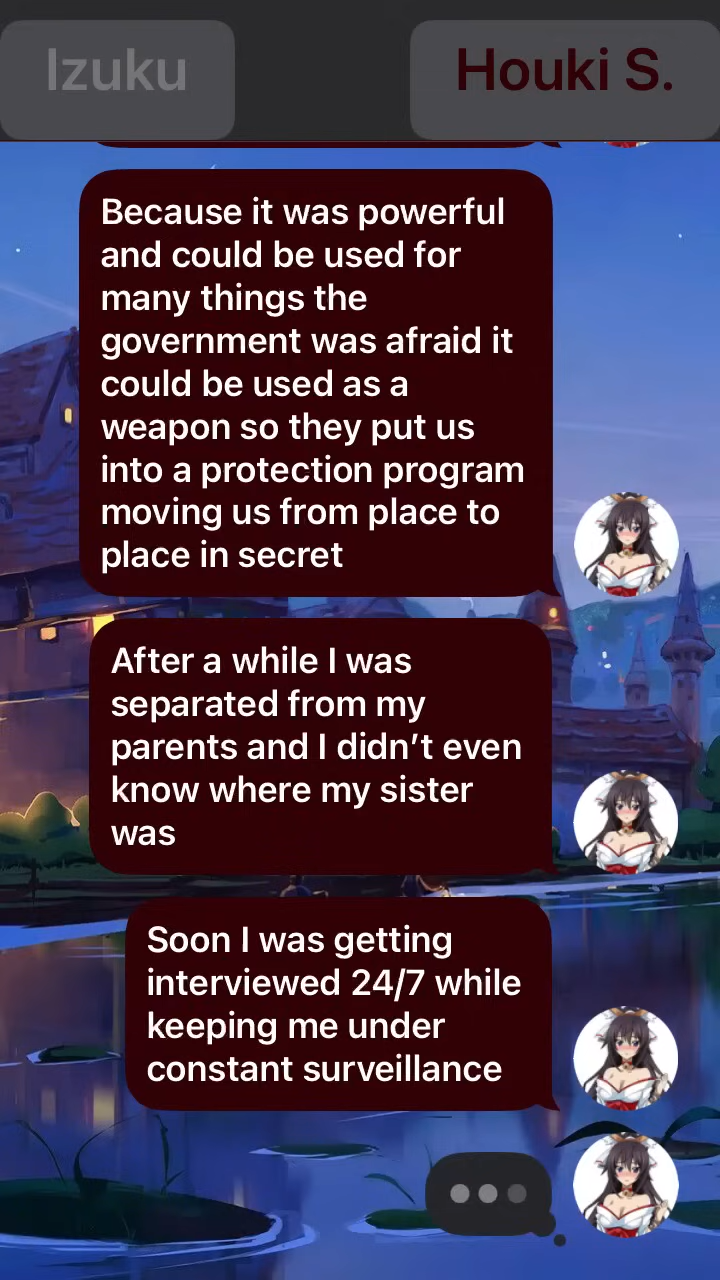 Izuku
Houki S.
Because it was powerful
and could be used for
many things the
government was afraid it
could be used as a
weapon so they put us
into a protection program
moving us from place to
place in secret
After a while I was
separated from my
parents and I didn’t even
know where my sister
was
Soon I was getting
interviewed 24/7 while
keeping me under
constant surveillance